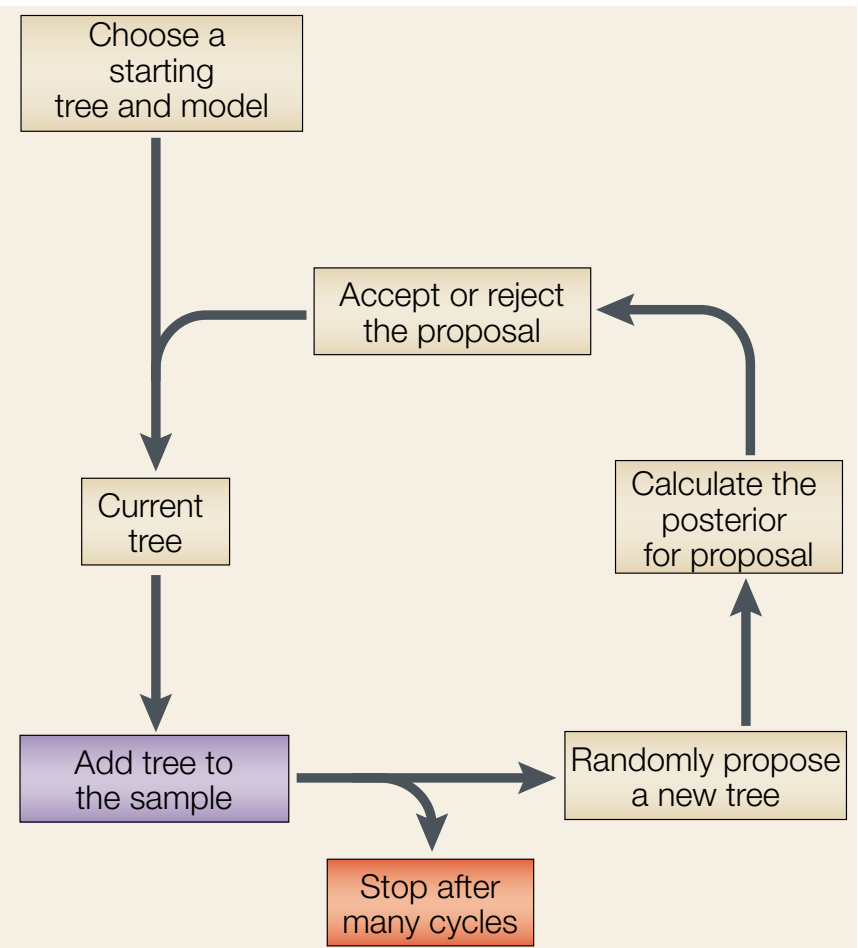 Choose a
starting
tree and model
Accept or reject
the proposal
Current
tree
Calculate the
posterior
for proposal
Add tree to
the sample
Randomly propose
a new tree
Stop after
many cycles